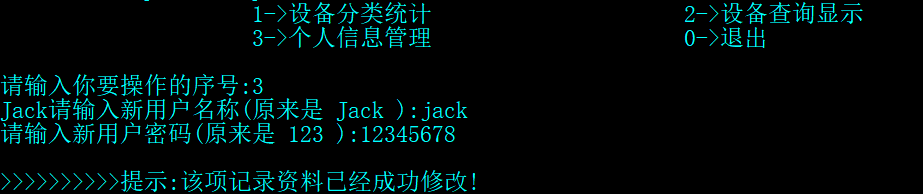 1->设备分类统计 2->设备查询显示
3->个人信息管理 0->退出
请输入你要操作的序号:3
Jack请输入新用户名称(原来是 Jack ):jack
请输入新用户密码(原来是 123 ):12345678
>>>>>>>>>>提示:该项记录资料已经成功修改!